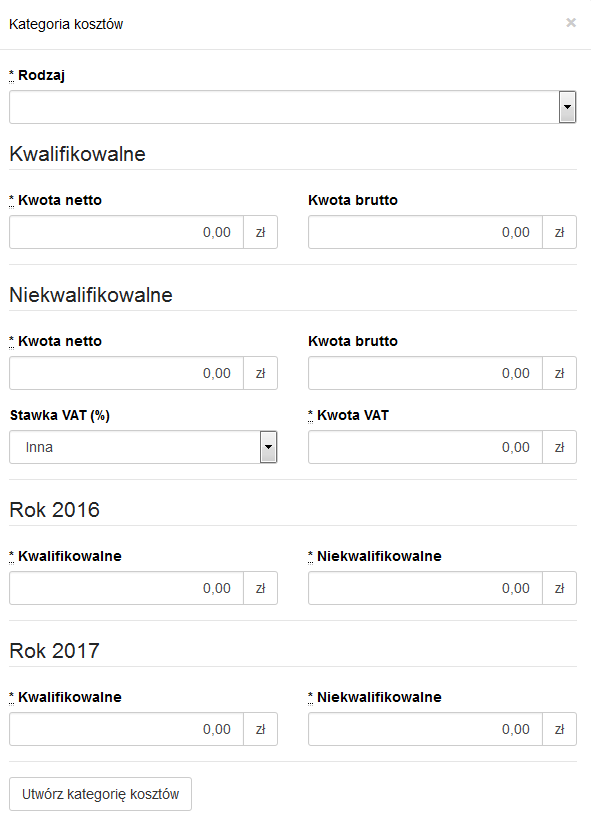 Kategoria kosztów ×
* Rodzaj
Kwalifikowalne
* Kwota netto Kwota brutto
0,00 zł 0,00 zł
Niekwalifikowalne
* Kwota netto Kwota brutto
0,00 zł 0,00 zł
Stawka VAT (%) * Kwota VAT
Inna 0,00 zł
Rok 2016
* Kwalifikowalne * Niekwalifikowalne
0,00 zł 0,00 zł
Rok 2017
* Kwalifikowalne * Niekwalifikowalne
0,00 zł 0,00 zł
Utwórz kategorię kosztów